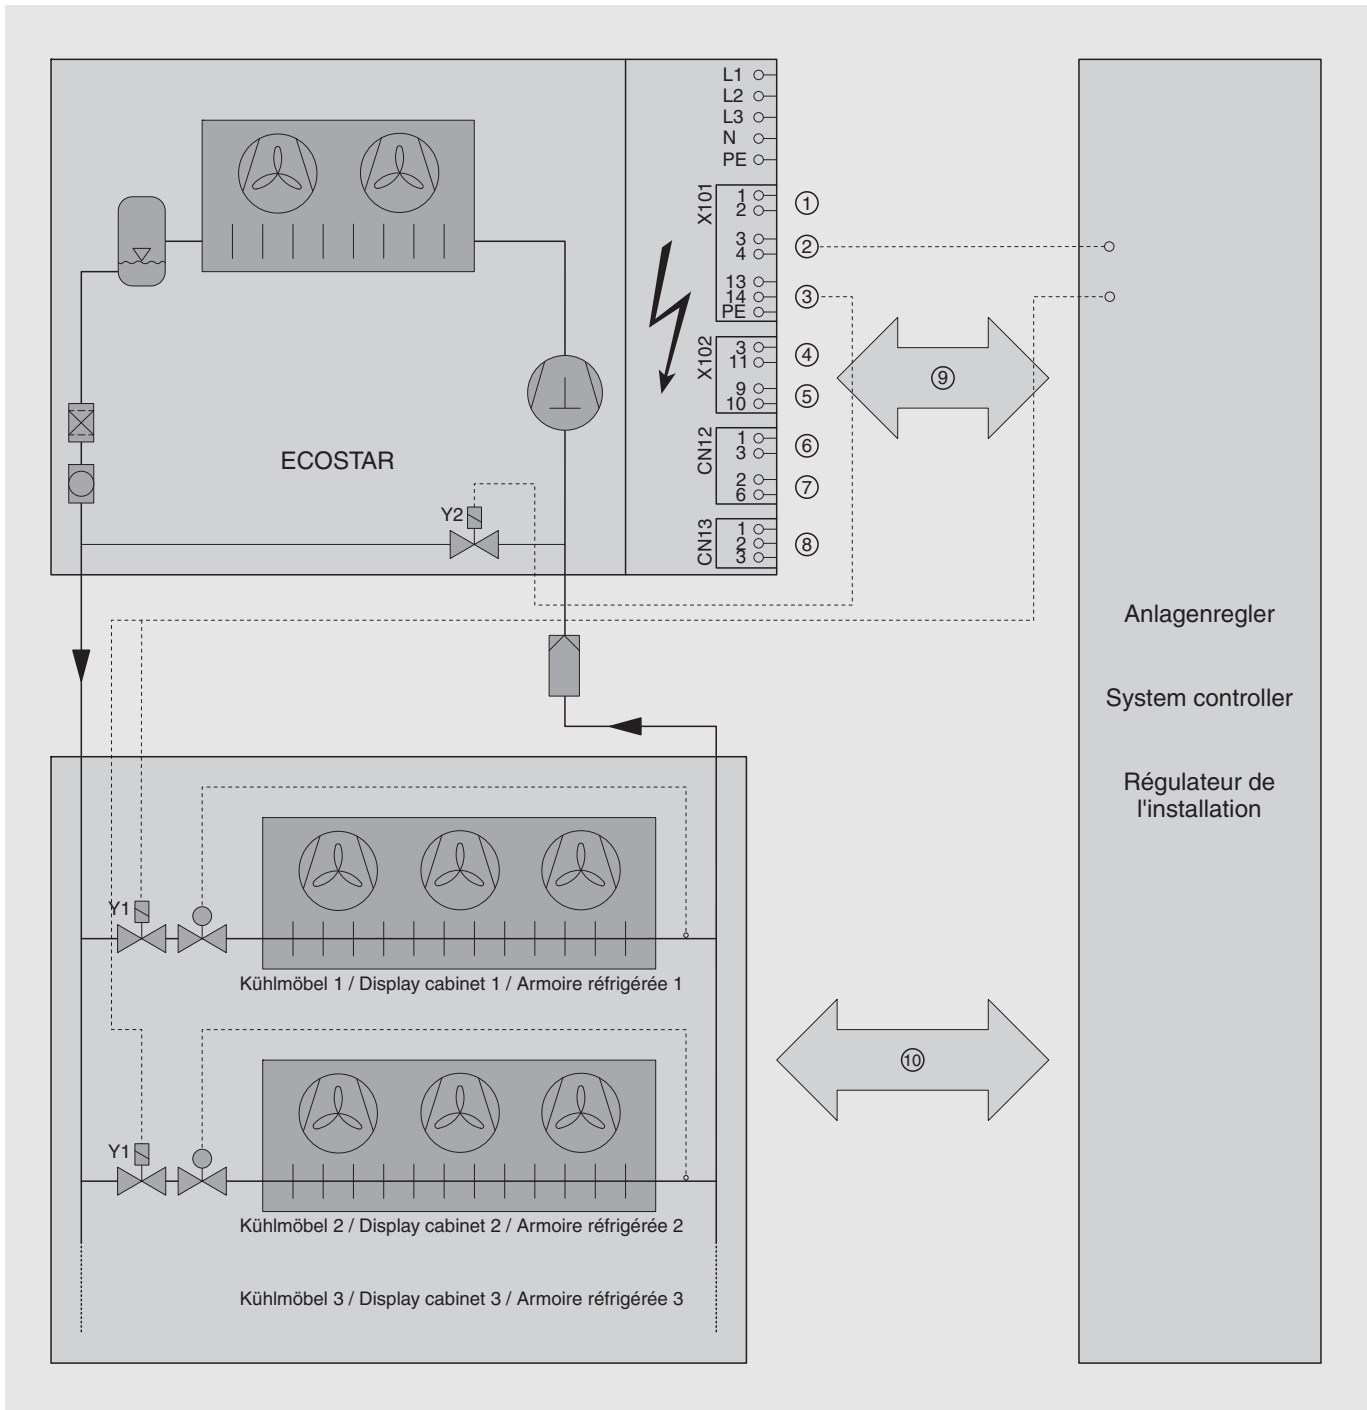 L1
L2
L3
N
PE
X101
1
2
①
3
4
②
13
14
PE
③
X102
3
11
④
9
10
⑤
⑨
CN12
1
3
⑥
2
6
⑦
CN13
1
2
3
⑧
ECOSTAR
Y2
Anlagenregler
System controller
Régulateur de
l'installation
Y1
Kühlmöbel 1 / Display cabinet 1 / Armoire réfrigérée 1
⑩
Y1
Kühlmöbel 2 / Display cabinet 2 / Armoire réfrigérée 2
Kühlmöbel 3 / Display cabinet 3 / Armoire réfrigérée 3